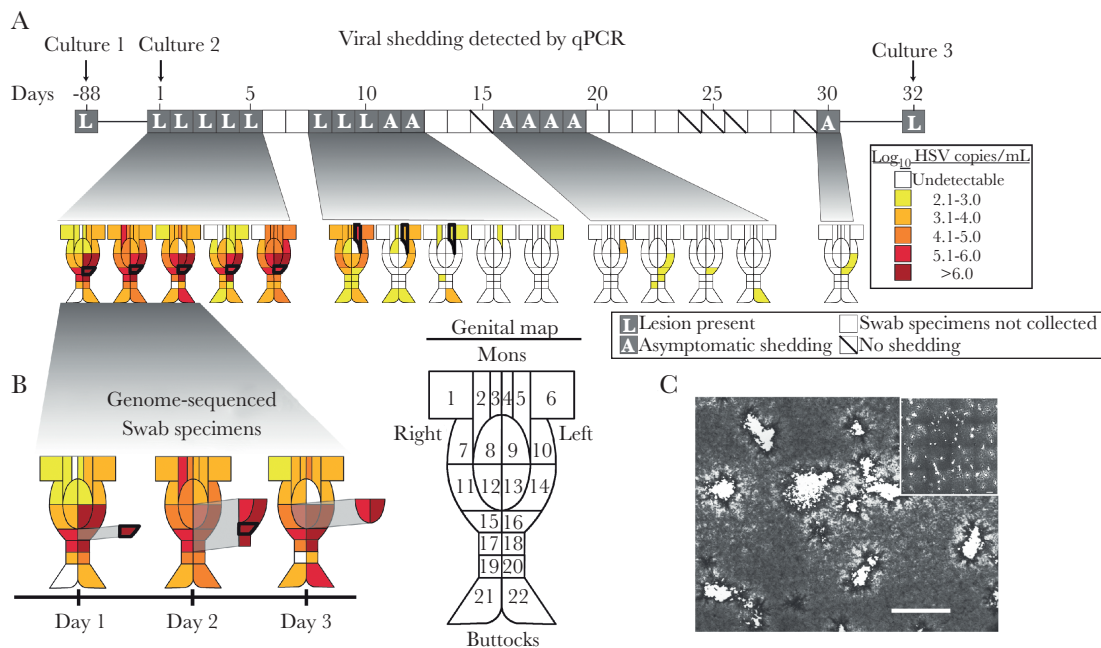 A
Viral shedding detected by qPCR
Culture 1
Culture 2
Culture 3
Days
-88
1
5
10
15
20
25
30
32
L
L L L L L
L L L A A
A A A A
A
L
Log10 HSV copies/mL
Undetectable
2.1-3.0
3.1-4.0
4.1-5.0
5.1-6.0
>6.0
L Lesion present
Swab specimens not collected
A Asymptomatic shedding
No shedding
B
Genome-sequenced
Swab specimens
Day 1
Day 2
Day 3
Genital map
Mons
1 2 3 4 5 6
Right
Left
7 8 9 10
11 12 13 14
15 16
17 18
19 20
21 22
Buttocks
C